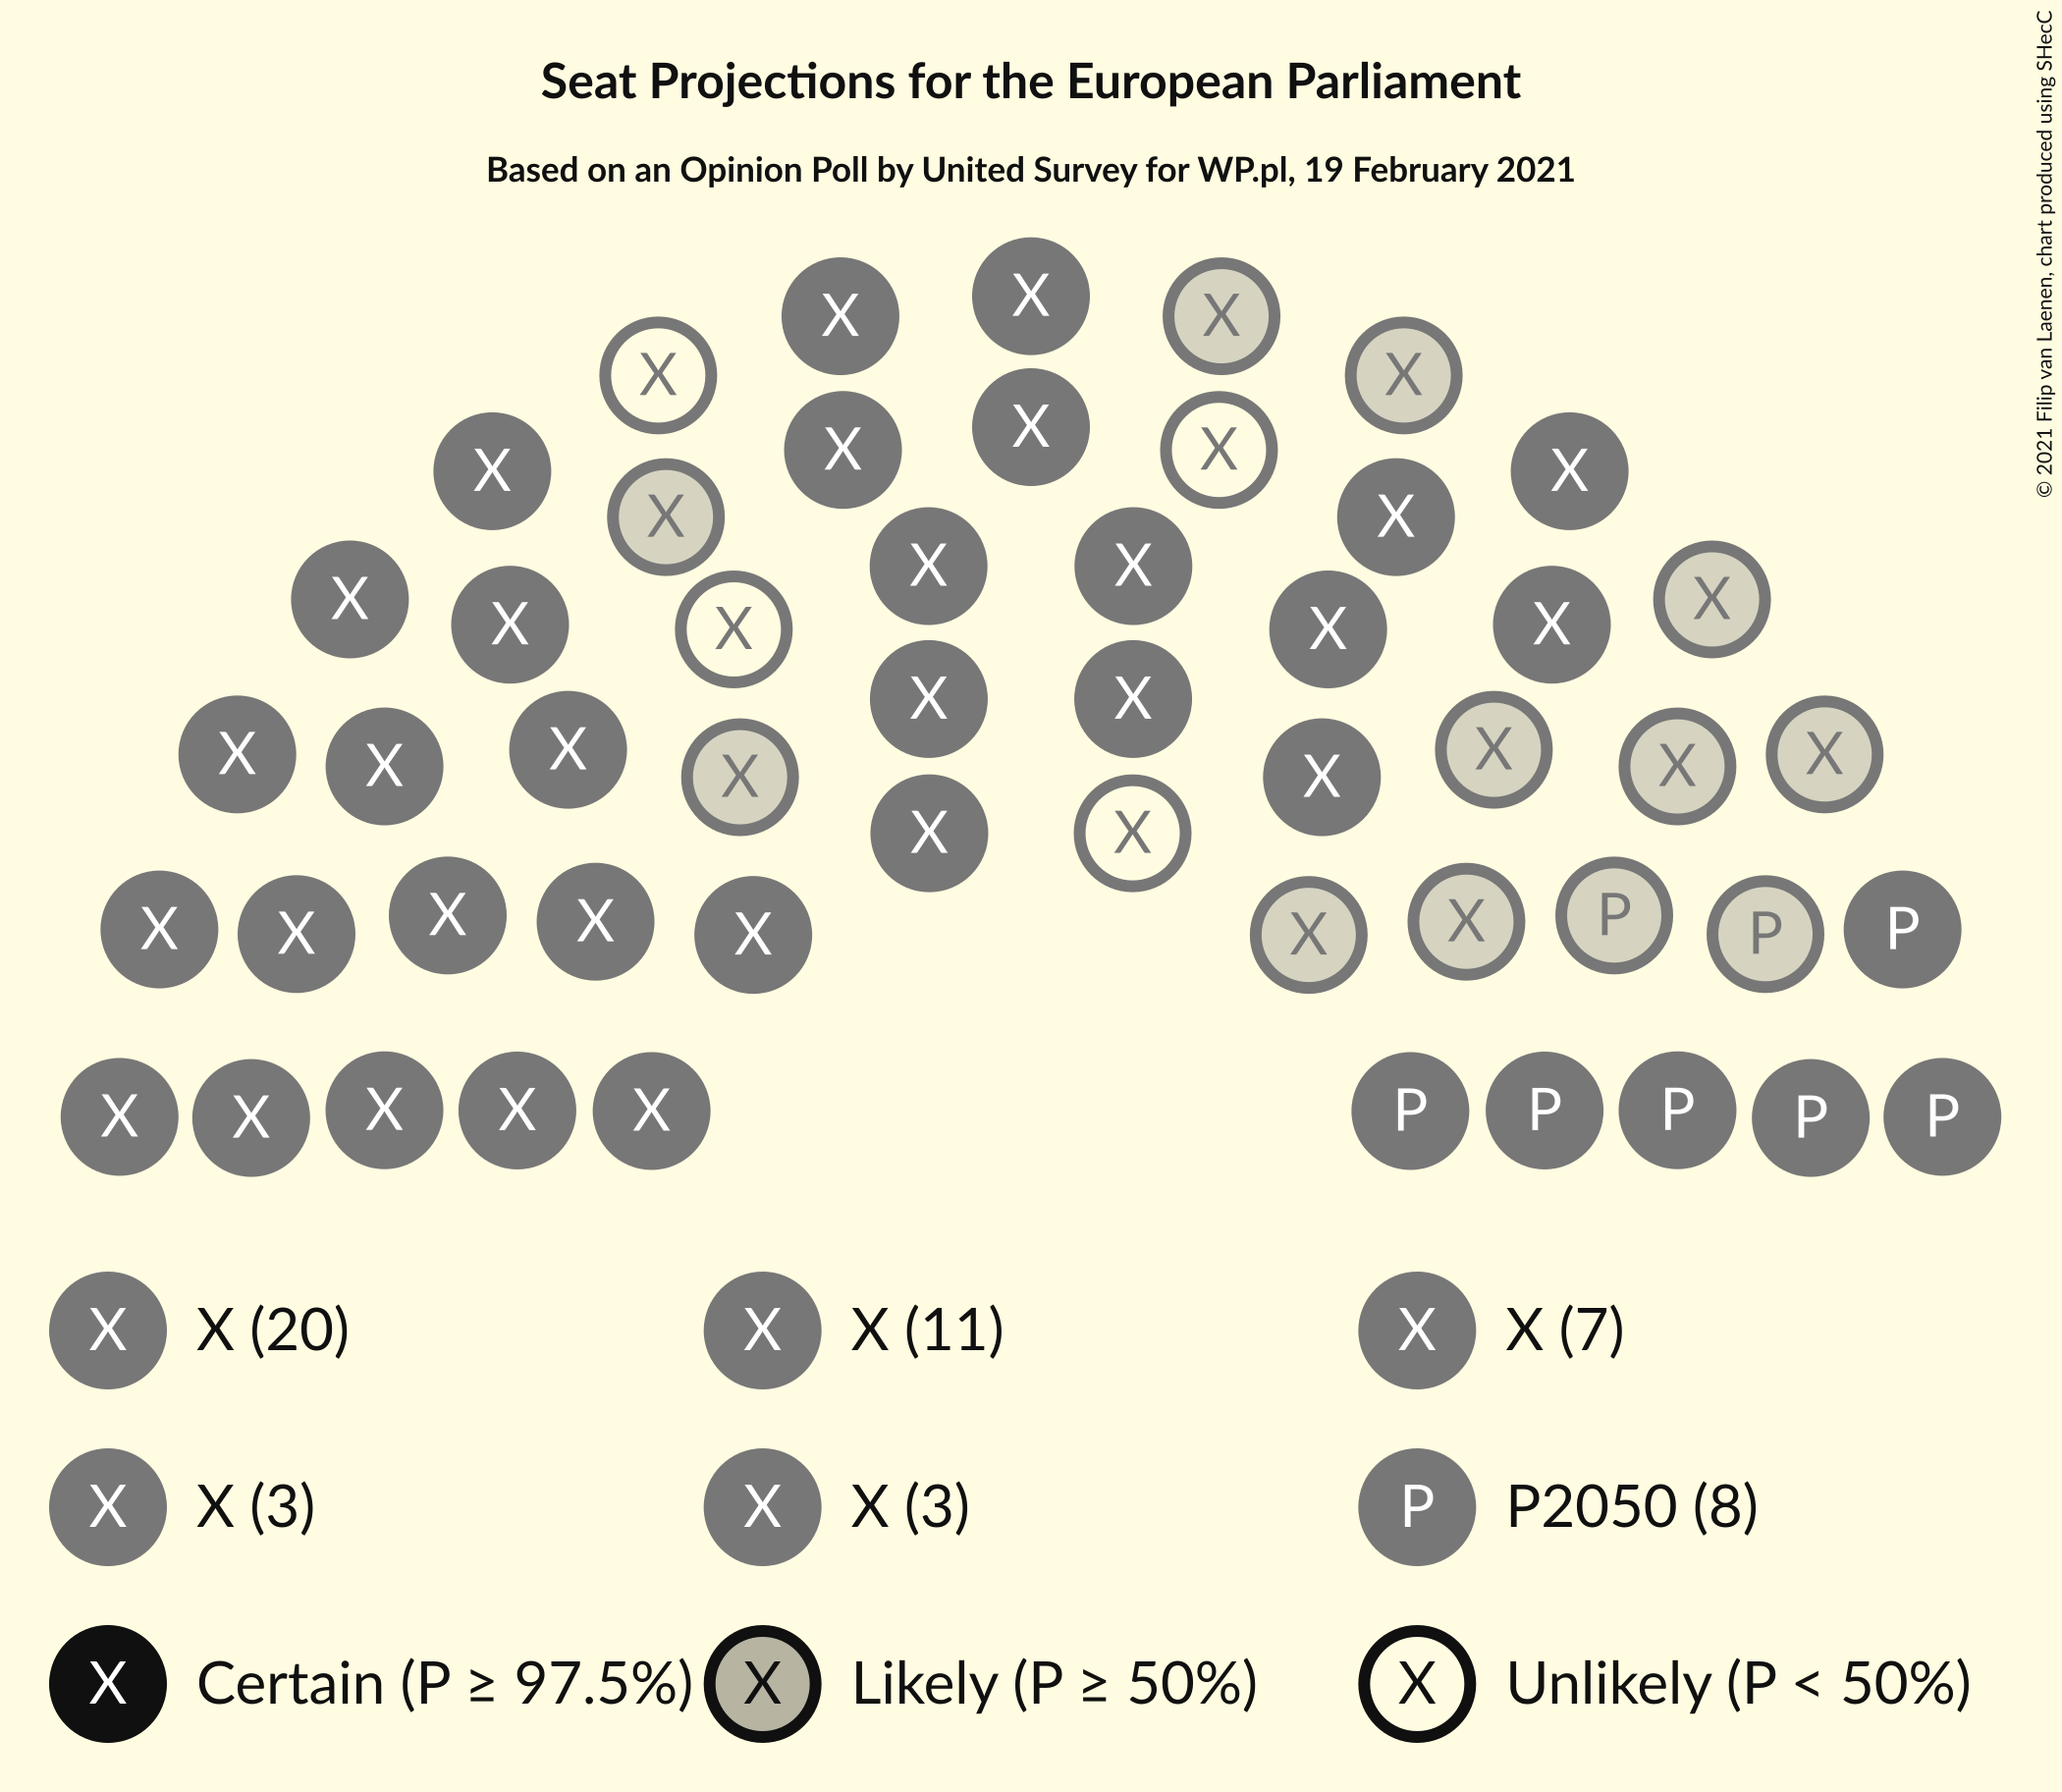 Seat Projections for the European Parliament
Based on an Opinion Poll by United Survey for WP.pl, 19 February 2021
© 2021 Filip van Laenen, chart produced using SHecC
X
X X
X X
X
X X
X X
X
X X
X X
X X
X X
X X
X X
X X
X X
X X
X X
X X
X X
X X
X P
X X P
X X P
X X
X X X P P
X X X P P P
X X (20) X X (11) X X (7)
X X (3) X X (3) P P2050 (8)
X Certain (P ≥ 97.5%) X Likely (P ≥ 50%) X Unlikely (P < 50%)